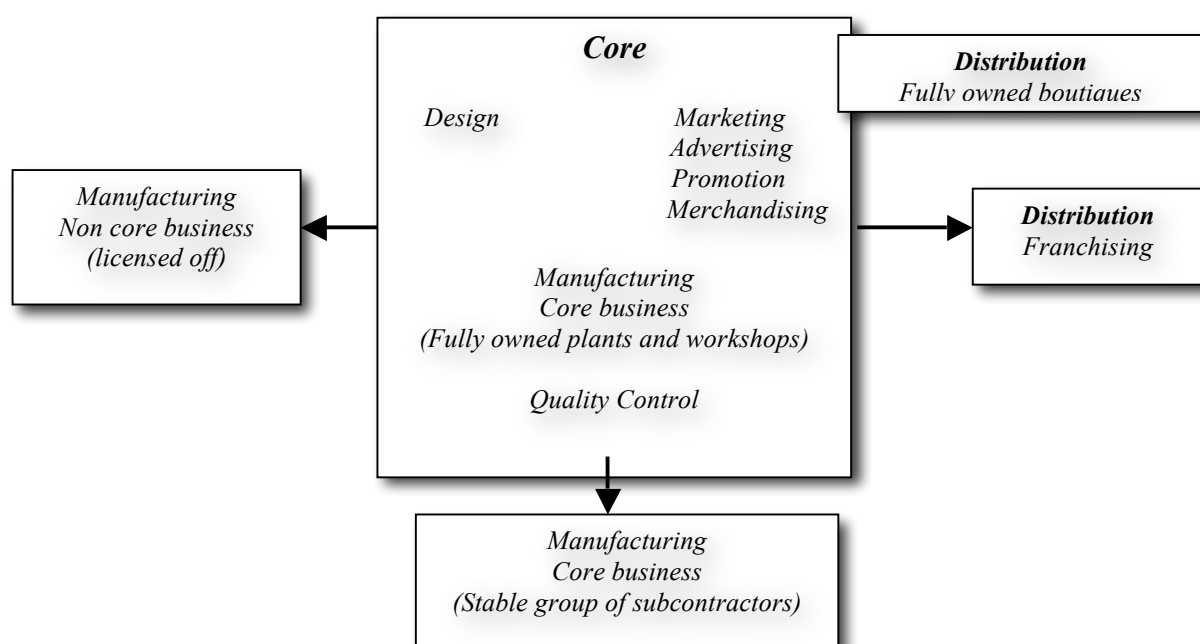 Core
Distribution
Fully owned boutiques
Design
Marketing
Advertising
Promotion
Merchandising
Manufacturing
Non core business
(licensed off)
Distribution
Franchising
Manufacturing
Core business
(Fully owned plants and workshops)
Quality Control
Manufacturing
Core business
(Stable group of subcontractors)